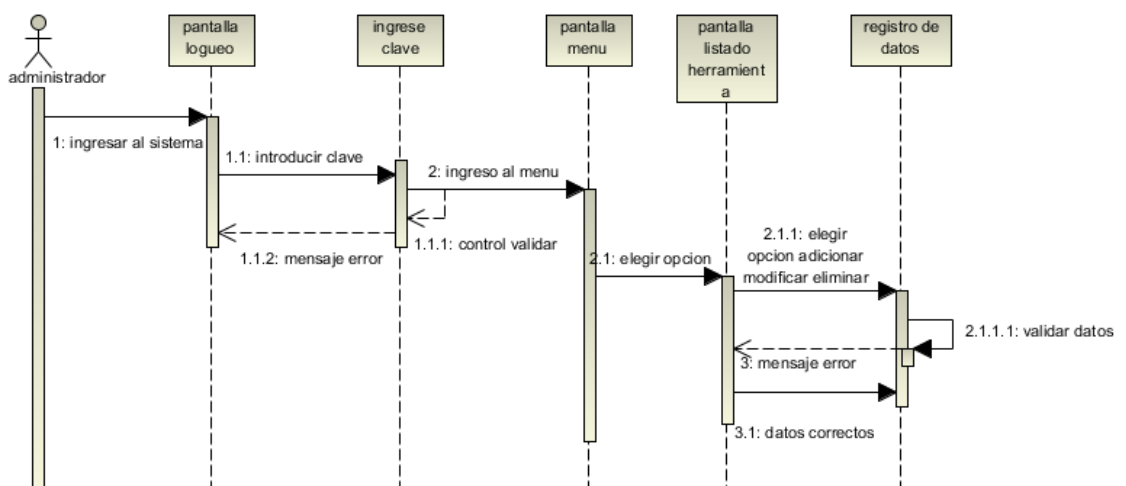 pantalla
logueo
ingrese
clave
pantalla
menu
pantalla
listado
herramient
a
registro de
datos
administrador
1: ingresar al sistema
1.1: introducir clave
2: ingreso al menu
1.1.1: control validar
1.1.2: mensaje error
2.1: elegir opcion
2.1.1: elegir
opcion adicionar
modificar eliminar
2.1.1.1: validar datos
3: mensaje error
3.1: datos correctos